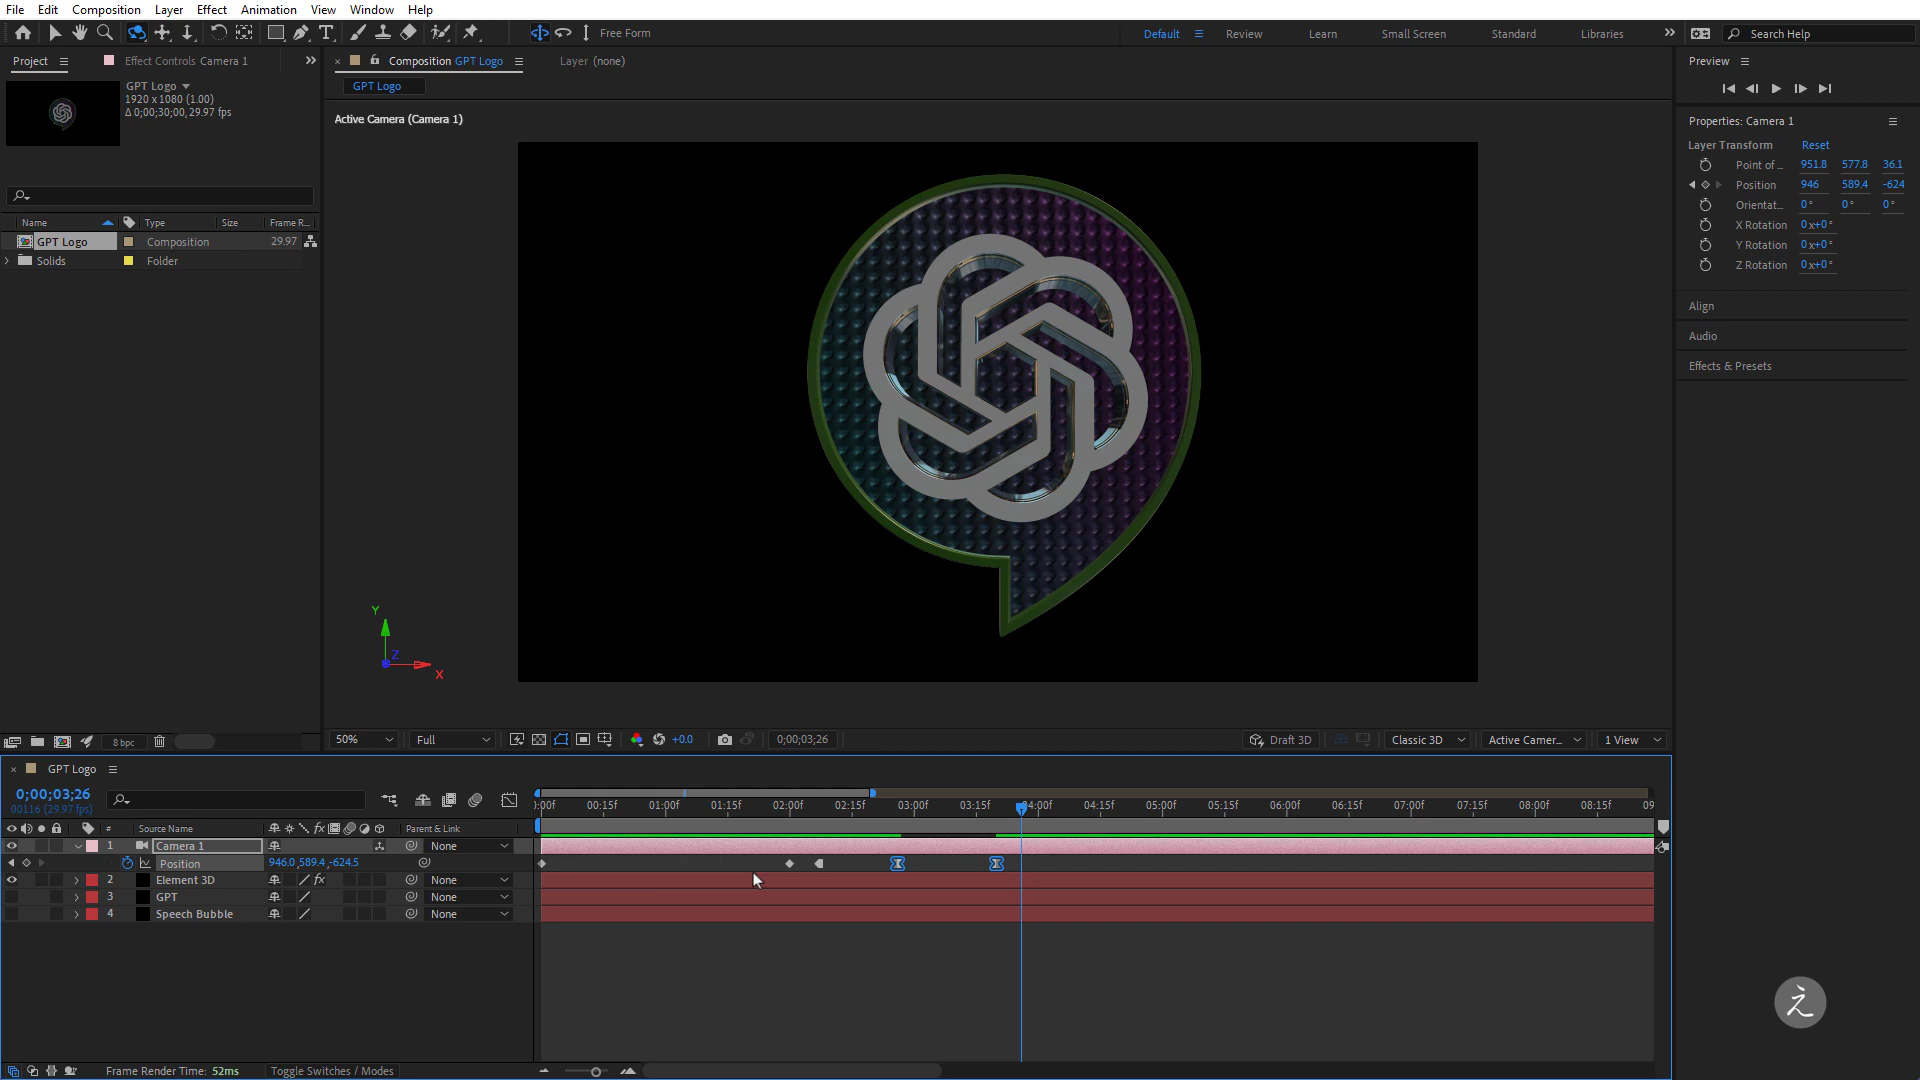 File Edit Composition Layer Effect Animation View Window Help
Free Form
Default Review Learn Small Screen Standard Libraries Search Help
Project Effect Controls Camera 1
GPT Logo
1920 x 1080 (1.00)
Δ 0;00;30;00, 29.97 fps
Name Type Size Frame R...
GPT Logo Composition 29.97
Solids Folder
8 bpc
Composition GPT Logo Layer (none)
GPT Logo
Active Camera (Camera 1)
Y
Z
X
50% Full +0.0 0;00;03;26 Draft 3D Classic 3D Active Camer... 1 View
Preview
Properties: Camera 1
Layer Transform Reset
Point of ... 951.8 577.8 36.1
Position 946 589.4 -624
Orientat... 0° 0° 0°
X Rotation 0x+0°
Y Rotation 0x+0°
Z Rotation 0x+0°
Align
Audio
Effects & Presets
GPT Logo
0;00;03;26
00116 (29.97 fps)
:00f 00:15f 01:00f 01:15f 02:00f 02:15f 03:00f 03:15f 04:00f 04:15f 05:00f 05:15f 06:00f 06:15f 07:00f 07:15f 08:00f 08:15f 09
# Source Name fx Parent & Link
1 Camera 1 None
Position 946.0,589.4,-624.5
2 Element 3D fx None
3 GPT None
4 Speech Bubble None
Frame Render Time: 52ms Toggle Switches / Modes
之